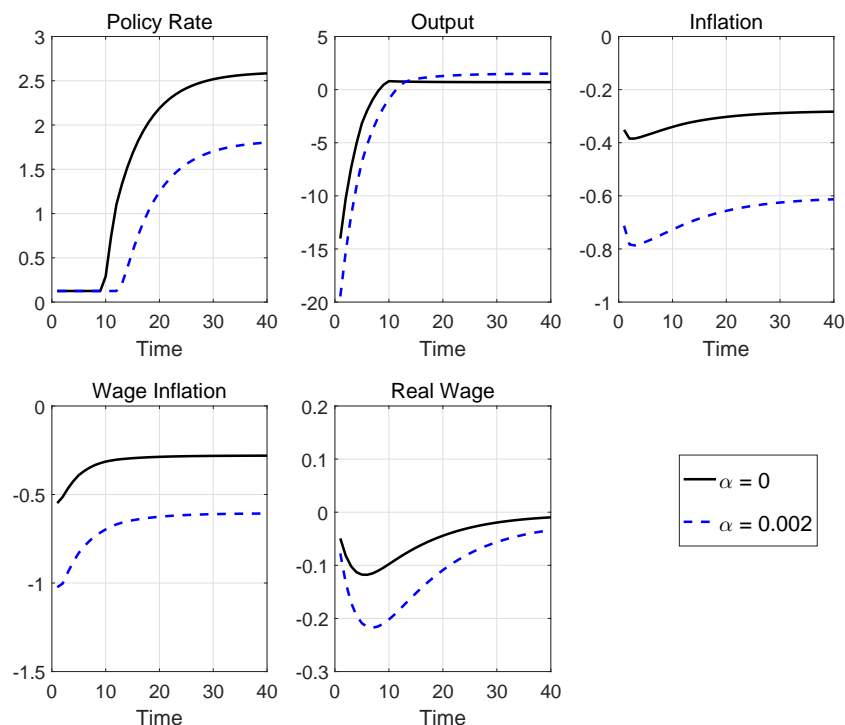 Policy Rate
3
2.5
2
1.5
1
0.5
0
0 10 20 30 40
Time
Output
5
0
-5
-10
-15
-20
0 10 20 30 40
Time
Inflation
0
-0.2
-0.4
-0.6
-0.8
-1
0 10 20 30 40
Time
Wage Inflation
0
-0.5
-1
-1.5
0 10 20 30 40
Time
Real Wage
0.2
0.1
0
-0.1
-0.2
-0.3
0 10 20 30 40
Time
α = 0
α = 0.002